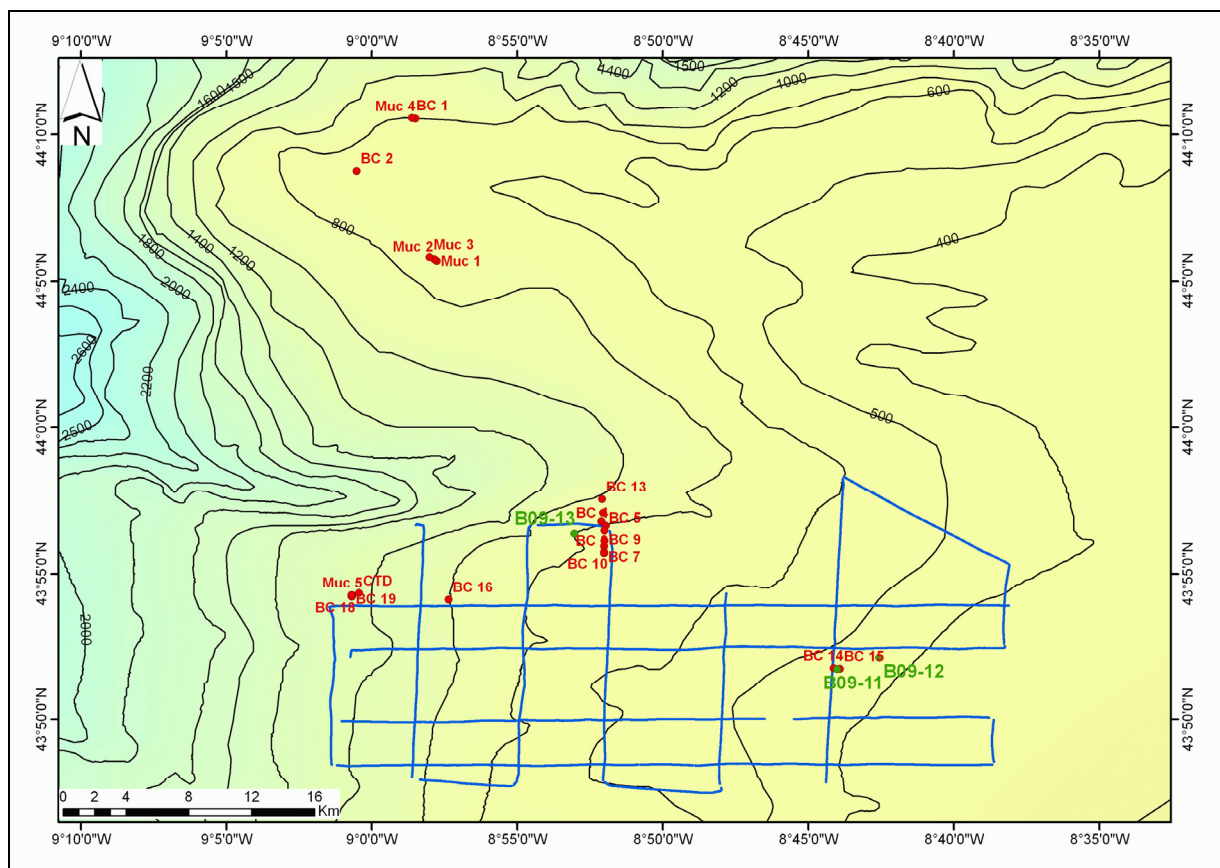 9°10'0"W 9°5'0"W 9°0'0"W 8°55'0"W 8°50'0"W 8°45'0"W 8°40'0"W 8°35'0"W
4400
1500
1600
1500
1200
1000
600
N
Muc 4 BC 1
44°10'0"N
44°10'0"N
BC 2
800
400
1800
1400
1200
Muc 2 Muc 3
Muc 1
44°5'0"N
44°5'0"N
2400
2000
2600
2200
500
2500
44°0'0"N
44°0'0"N
BC 13
BC 4 BC 5
B09-13
BC BC 9
BC 10 BC 7
43°55'0"N
43°55'0"N
Muc 5 CTD
BC 16
BC 18 BC 19
2000
BC 14 BC 15
B09-12
B09-11
43°50'0"N
43°50'0"N
0 2 4 8 12 16
Km
9°10'0"W 9°5'0"W 9°0'0"W 8°55'0"W 8°50'0"W 8°45'0"W 8°40'0"W 8°35'0"W